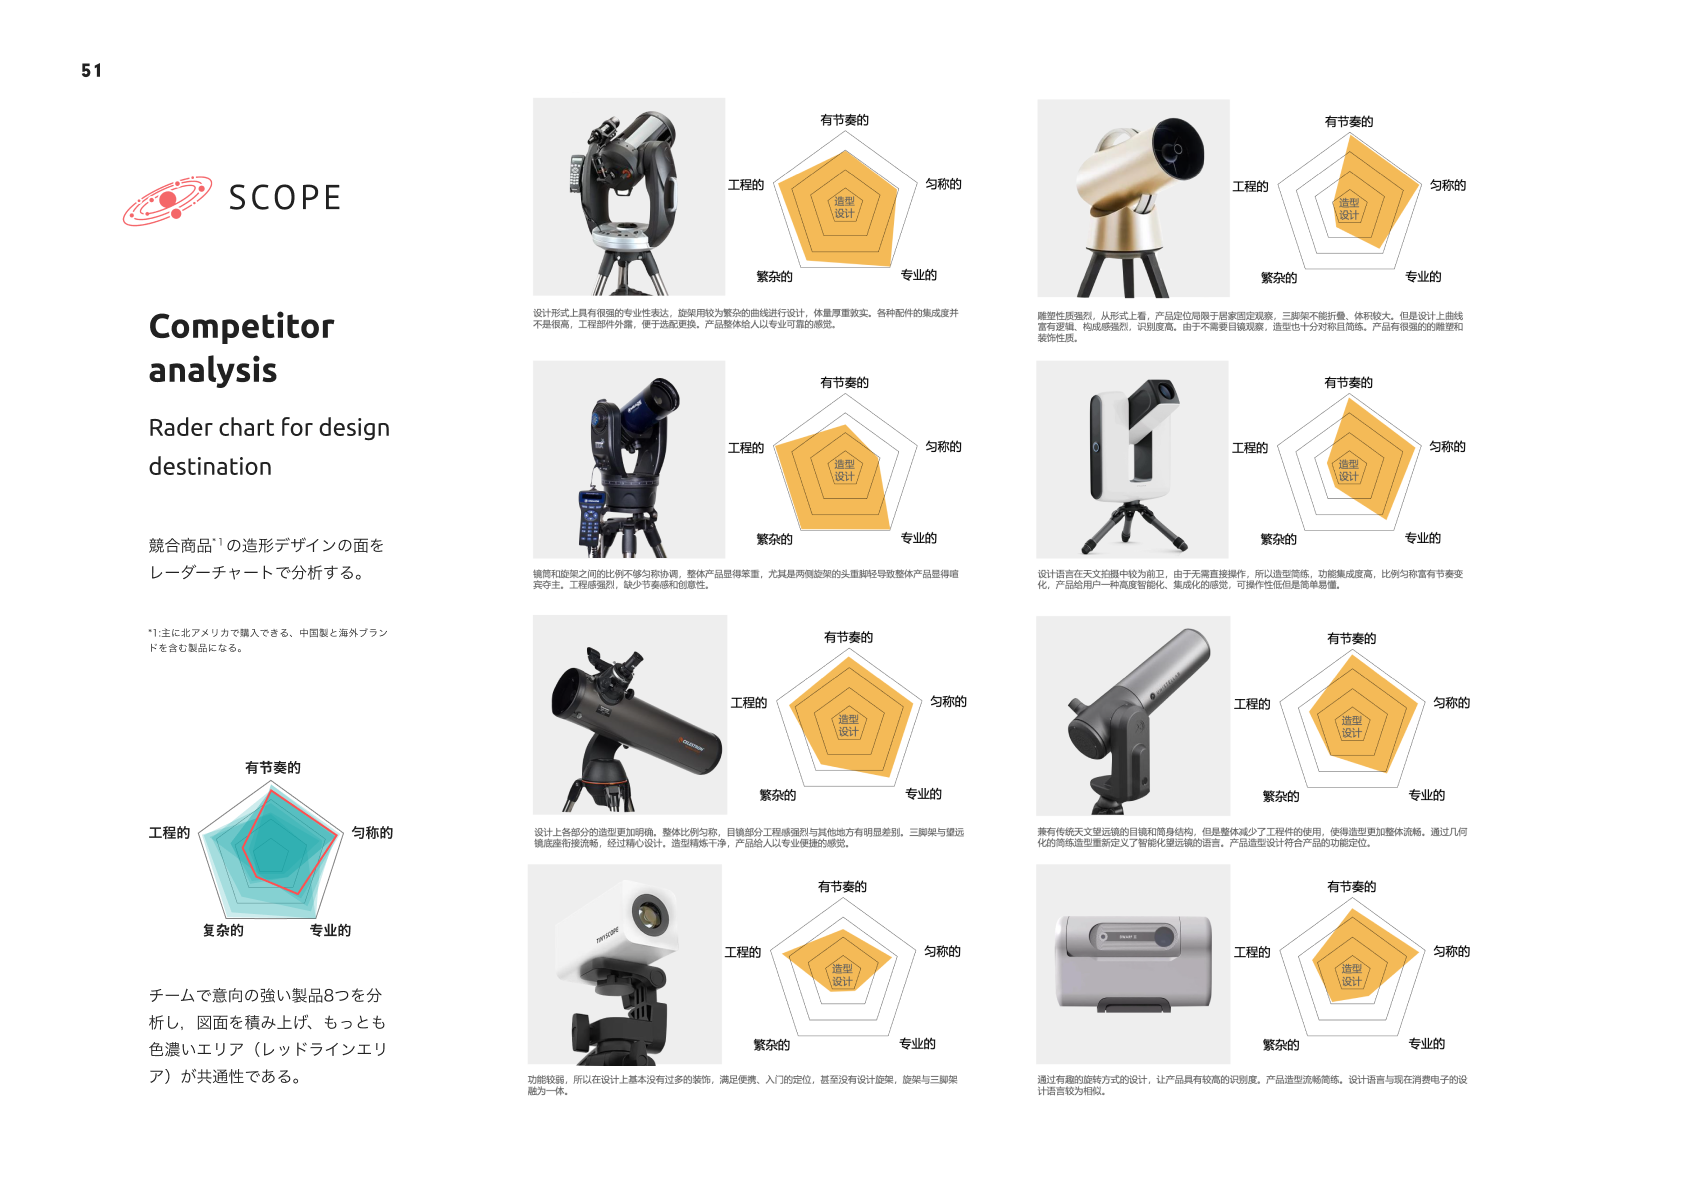 51
SCOPE
Competitor
analysis
Rader chart for design
destination
競合商品*1の造形デザインの面を
レーダーチャートで分析する。
*1:主に北アメリカで購入できる、中国製と海外ブラン
ドを含む製品になる。
有节奏的
工程的
匀称的
复杂的
专业的
チームで意向の強い製品8つを分
析し，図面を積み上げ、もっとも
色濃いエリア（レッドラインエリ
ア）が共通性である。
有节奏的
工程的
匀称的
造型
设计
繁杂的
专业的
设计形式上具有很强的专业性表达，旋架用较为繁杂的曲线进行设计，体量厚重敦实。各种配件的集成度并
不是很高，工程部件外露，便于选配更换。产品整体给人以专业可靠的感觉。
有节奏的
工程的
匀称的
造型
设计
繁杂的
专业的
雕塑性质强烈，从形式上看，产品定位局限于居家固定观察，三脚架不能折叠、体积较大。但是设计上曲线
富有逻辑、构成感强烈，识别度高。由于不需要目镜观察，造型也十分对称且简练。产品有很强的的雕塑和
装饰性质。
有节奏的
工程的
匀称的
造型
设计
繁杂的
专业的
镜筒和旋架之间的比例不够匀称协调，整体产品显得笨重，尤其是两侧旋架的头重脚轻导致整体产品显得喧
宾夺主。工程感强烈，缺少节奏感和创意性。
有节奏的
工程的
匀称的
造型
设计
繁杂的
专业的
设计语言在天文拍摄中较为前卫，由于无需直接操作，所以造型简练，功能集成度高，比例匀称富有节奏变
化，产品给用户一种高度智能化、集成化的感觉，可操作性低但是简单易懂。
CELESTRON
有节奏的
工程的
匀称的
造型
设计
繁杂的
专业的
设计上各部分的造型更加明确。整体比例匀称，目镜部分工程感强烈与其他地方有明显差别。三脚架与望远
镜底座衔接流畅，经过精心设计。造型精炼干净，产品给人以专业便捷的感觉。
有节奏的
工程的
匀称的
造型
设计
繁杂的
专业的
兼有传统天文望远镜的目镜和筒身结构，但是整体减少了工程件的使用，使得造型更加整体流畅。通过几何
化的简练造型重新定义了智能化望远镜的语言。产品造型设计符合产品的功能定位。
TINYSCOPE
有节奏的
工程的
匀称的
造型
设计
繁杂的
专业的
功能较弱，所以在设计上基本没有过多的装饰，满足便携、入门的定位，甚至没有设计旋架，旋架与三脚架
融为一体。
有节奏的
工程的
匀称的
造型
设计
繁杂的
专业的
通过有趣的旋转方式的设计，让产品具有较高的识别度。产品造型流畅简练。设计语言与现在消费电子的设
计语言较为相似。